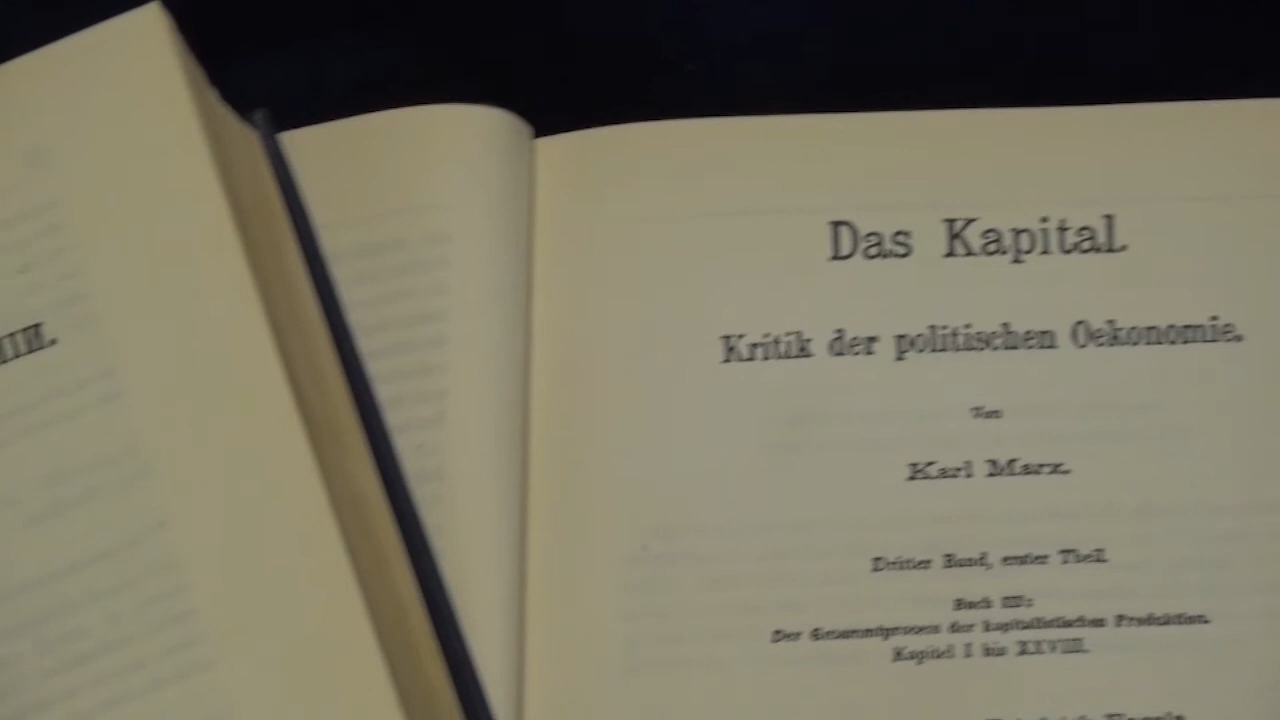 Das Kapital.
Kritik der politischen Oekonomie.
Von
Karl Marx.
Dritter Band, erster Theil.
Buch III:
Der Gesammtprocess der kapitalistischen Produktion.
Kapitel I bis XXVIII.